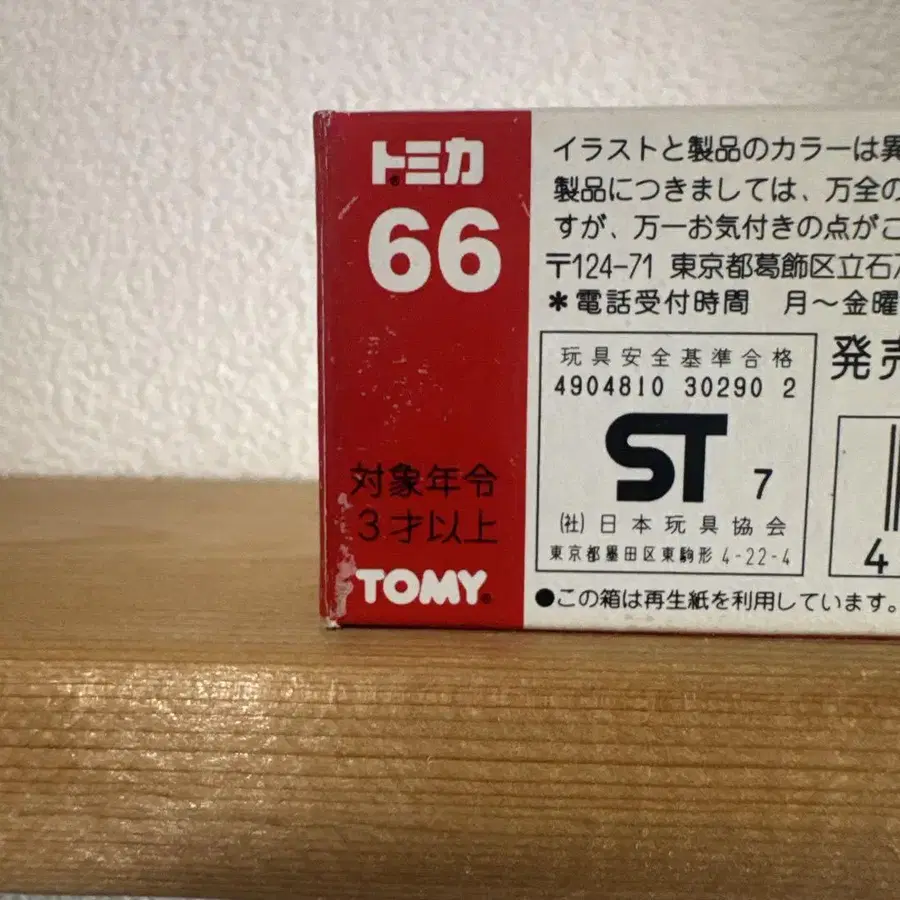 トミカ
66
対象年令
3才以上
TOMY
イラストと製品のカラーは異
製品につきましては、万全の
すが、万一お気付きの点がご
〒124-71 東京都葛飾区立石7
＊電話受付時間 月～金曜
玩具安全基準合格
4904810 30290 2
ST 7
(社)日本玩具協会
東京都墨田区東駒形 4-22-4
発売
4
●この箱は再生紙を利用しています。